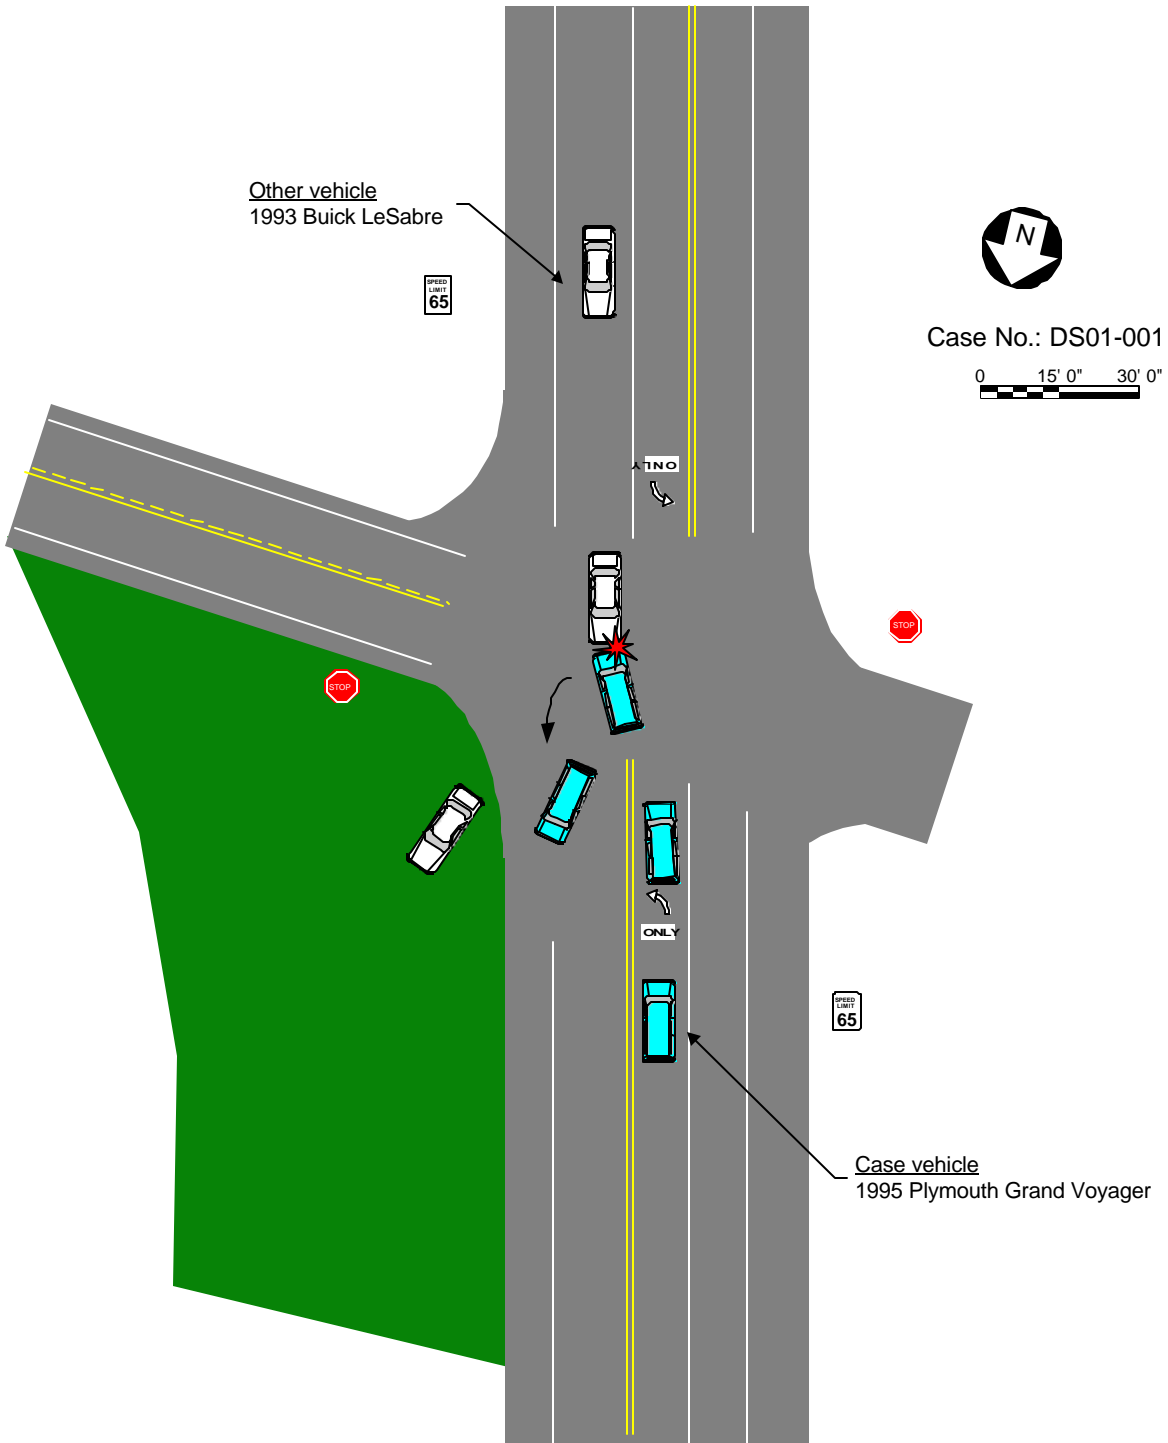 Other vehicle
1993 Buick LeSabre
N
SPEED
LIMIT
65
Case No.: DS01-001
0 15' 0" 30' 0"
ONLY
STOP
STOP
ONLY
SPEED
LIMIT
65
Case vehicle
1995 Plymouth Grand Voyager